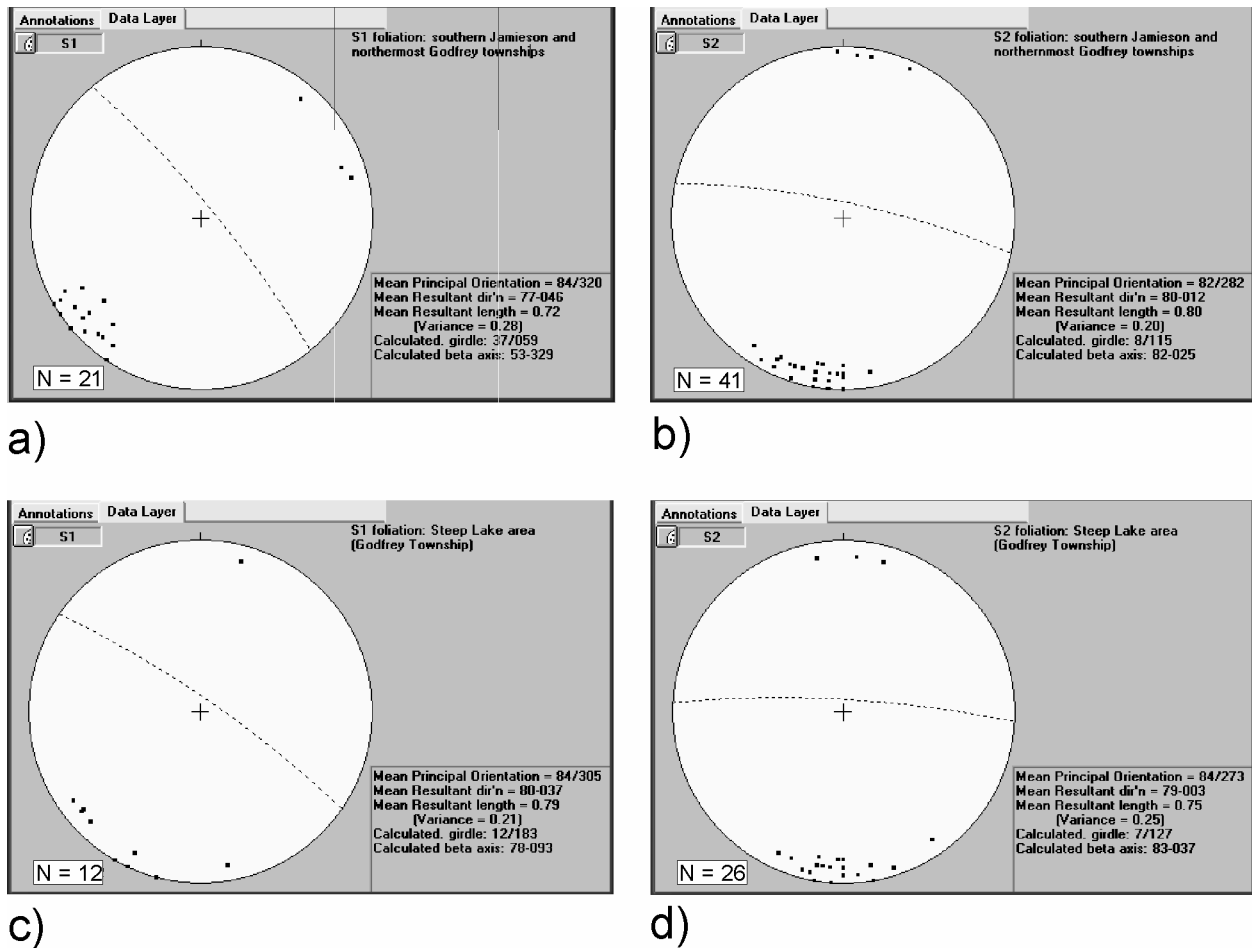 Annotations Data Layer
S1
S1 foliation: southern Jamieson and
northermost Godfrey townships
Mean Principal Orientation = 84/320
Mean Resultant dir'n = 77-046
Mean Resultant length = 0.72
(Variance = 0.28)
Calculated. girdle: 37/059
Calculated beta axis: 53-329
N = 21
a)
Annotations Data Layer
S2
S2 foliation: southern Jamieson and
northermost Godfrey townships
Mean Principal Orientation = 82/282
Mean Resultant dir'n = 80-012
Mean Resultant length = 0.80
(Variance = 0.20)
Calculated. girdle: 8/115
Calculated beta axis: 82-025
N = 41
b)
Annotations Data Layer
S1
S1 foliation: Steep Lake area
(Godfrey Township)
Mean Principal Orientation = 84/305
Mean Resultant dir'n = 80-037
Mean Resultant length = 0.79
(Variance = 0.21)
Calculated. girdle: 12/183
Calculated beta axis: 78-093
N = 12
c)
Annotations Data Layer
S2
S2 foliation: Steep Lake area
(Godfrey Township)
Mean Principal Orientation = 84/273
Mean Resultant dir'n = 79-003
Mean Resultant length = 0.75
(Variance = 0.25)
Calculated. girdle: 7/127
Calculated beta axis: 83-037
N = 26
d)